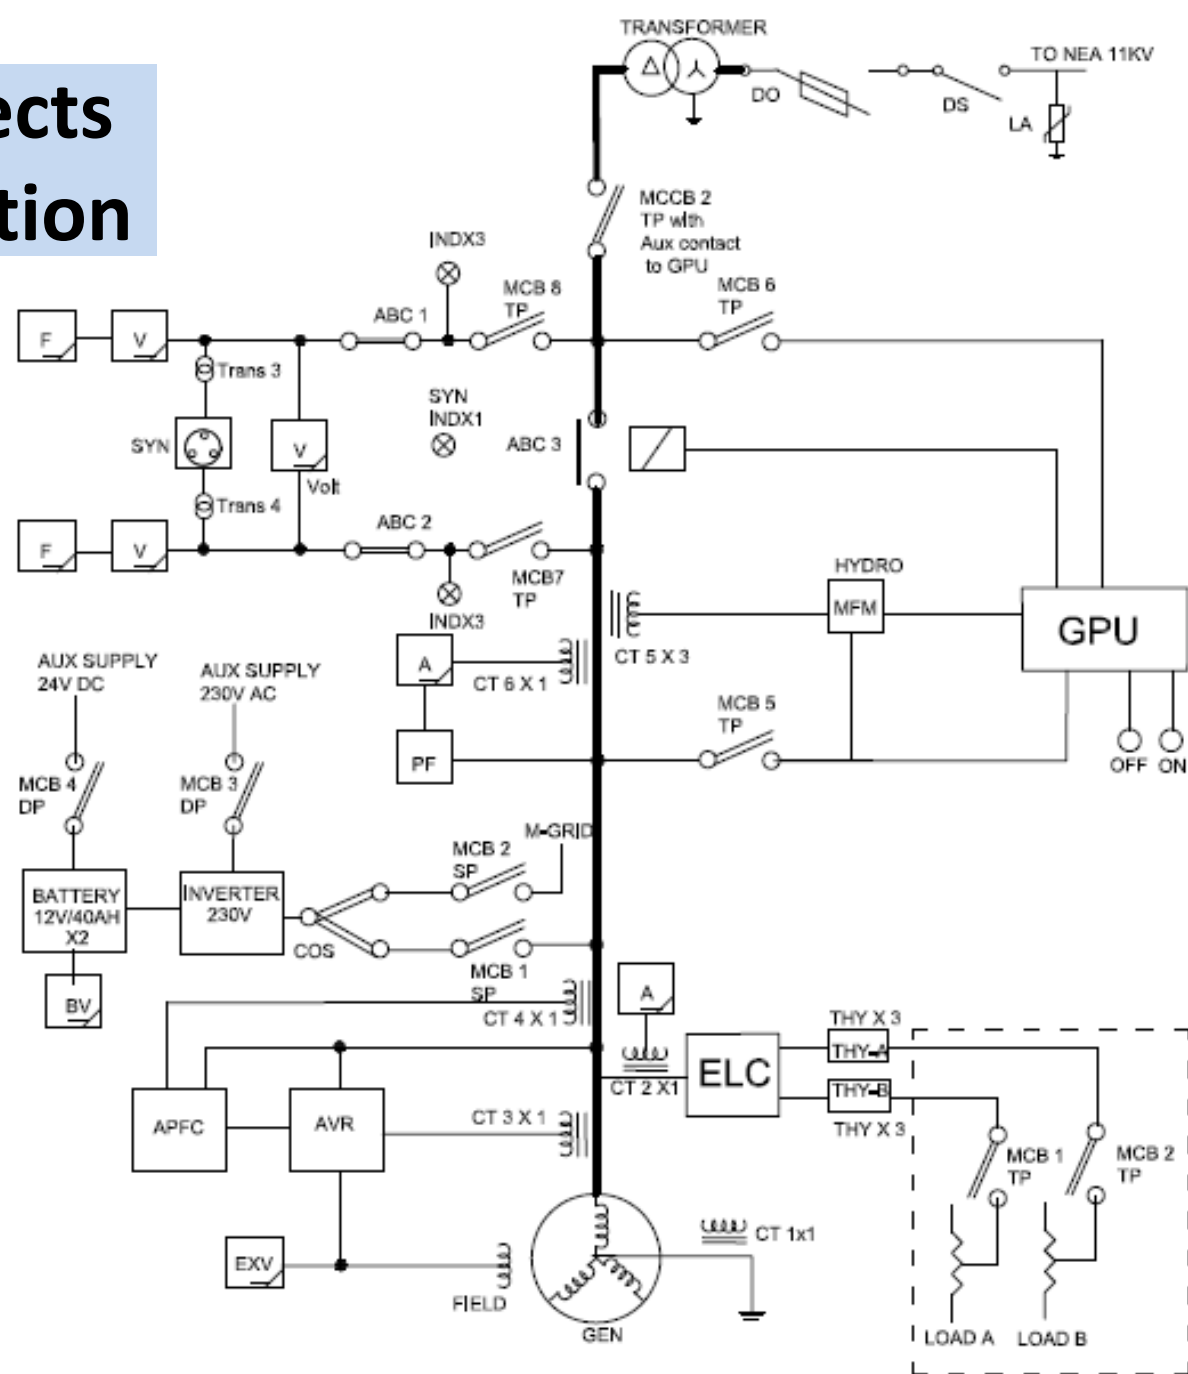 ects
tion
TRANSFORMER
TO NEA 11KV
DO
DS
LA
MCCB 2
TP with
Aux contact
to GPU
INDX3
MCB 8
TP
MCB 6
TP
ABC 1
F
V
Trans 3
SYN
INDX1
SYN
V
ABC 3
Volt
Trans 4
ABC 2
F
V
MCB7
TP
INDX3
HYDRO
MFM
GPU
A
CT 5 X 3
CT 6 X 1
AUX SUPPLY
24V DC
AUX SUPPLY
230V AC
MCB 5
TP
PF
OFF
ON
MCB 4
DP
MCB 3
DP
M-GRID
MCB 2
SP
BATTERY
12V/40AH
X2
INVERTER
230V
COS
MCB 1
SP
BV
A
CT 4 X 1
THY X 3
THY-A
ELC
CT 2 X1
THY-B
THY X 3
APFC
AVR
CT 3 X 1
MCB 1
TP
MCB 2
TP
CT 1x1
EXV
FIELD
GEN
LOAD A
LOAD B